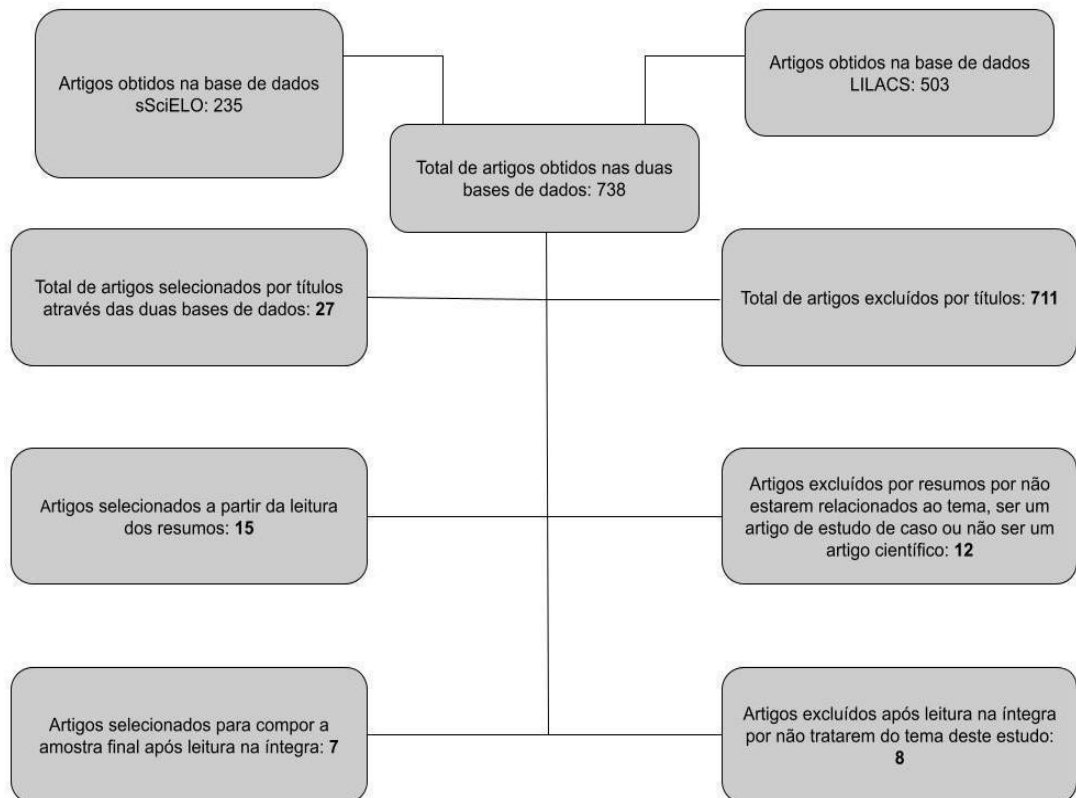 Artigos obtidos na base de dados
sSciELO: 235
Artigos obtidos na base de dados
LILACS: 503
Total de artigos obtidos nas duas
bases de dados: 738
Total de artigos selecionados por títulos
através das duas bases de dados: 27
Total de artigos excluídos por títulos: 711
Artigos selecionados a partir da leitura
dos resumos: 15
Artigos excluídos por resumos por não
estarem relacionados ao tema, ser um
artigo de estudo de caso ou não ser um
artigo científico: 12
Artigos selecionados para compor a
amostra final após leitura na íntegra: 7
Artigos excluídos após leitura na íntegra
por não tratarem do tema deste estudo:
8